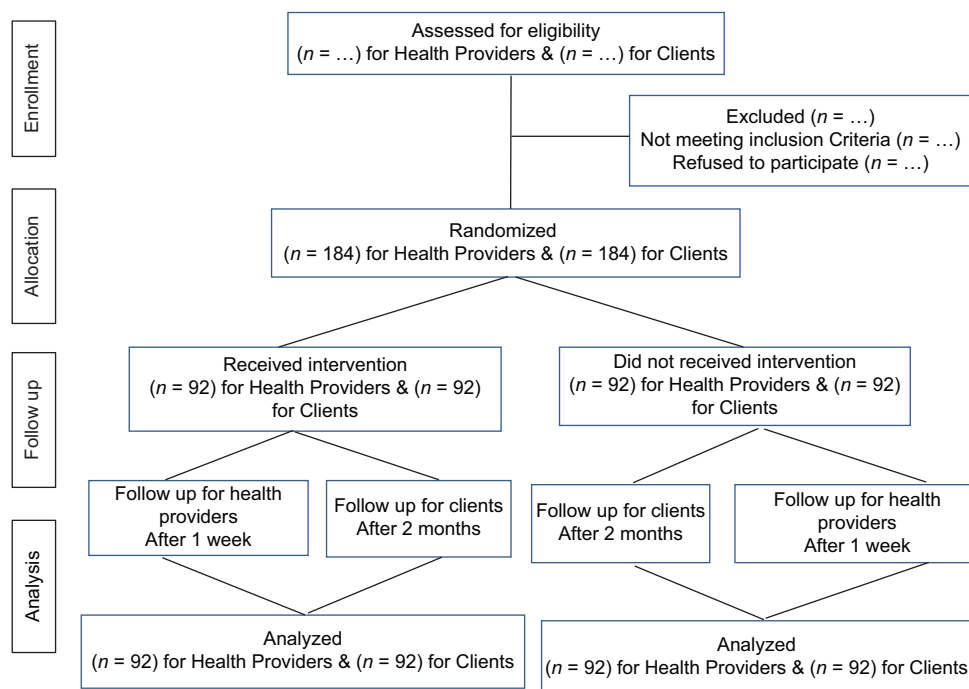 Enrollment
Assessed for eligibility
(n = …) for Health Providers & (n = …) for Clients
Excluded (n = …)
Not meeting inclusion Criteria (n = …)
Refused to participate (n = …)
Allocation
Randomized
(n = 184) for Health Providers & (n = 184) for Clients
Follow up
Received intervention
(n = 92) for Health Providers & (n = 92)
for Clients
Did not received intervention
(n = 92) for Health Providers & (n = 92)
for Clients
Follow up for health
providers
After 1 week
Follow up for clients
After 2 months
Follow up for clients
After 2 months
Follow up for health
providers
After 1 week
Analysis
Analyzed
(n = 92) for Health Providers & (n = 92) for Clients
Analyzed
(n = 92) for Health Providers & (n = 92) for Clients